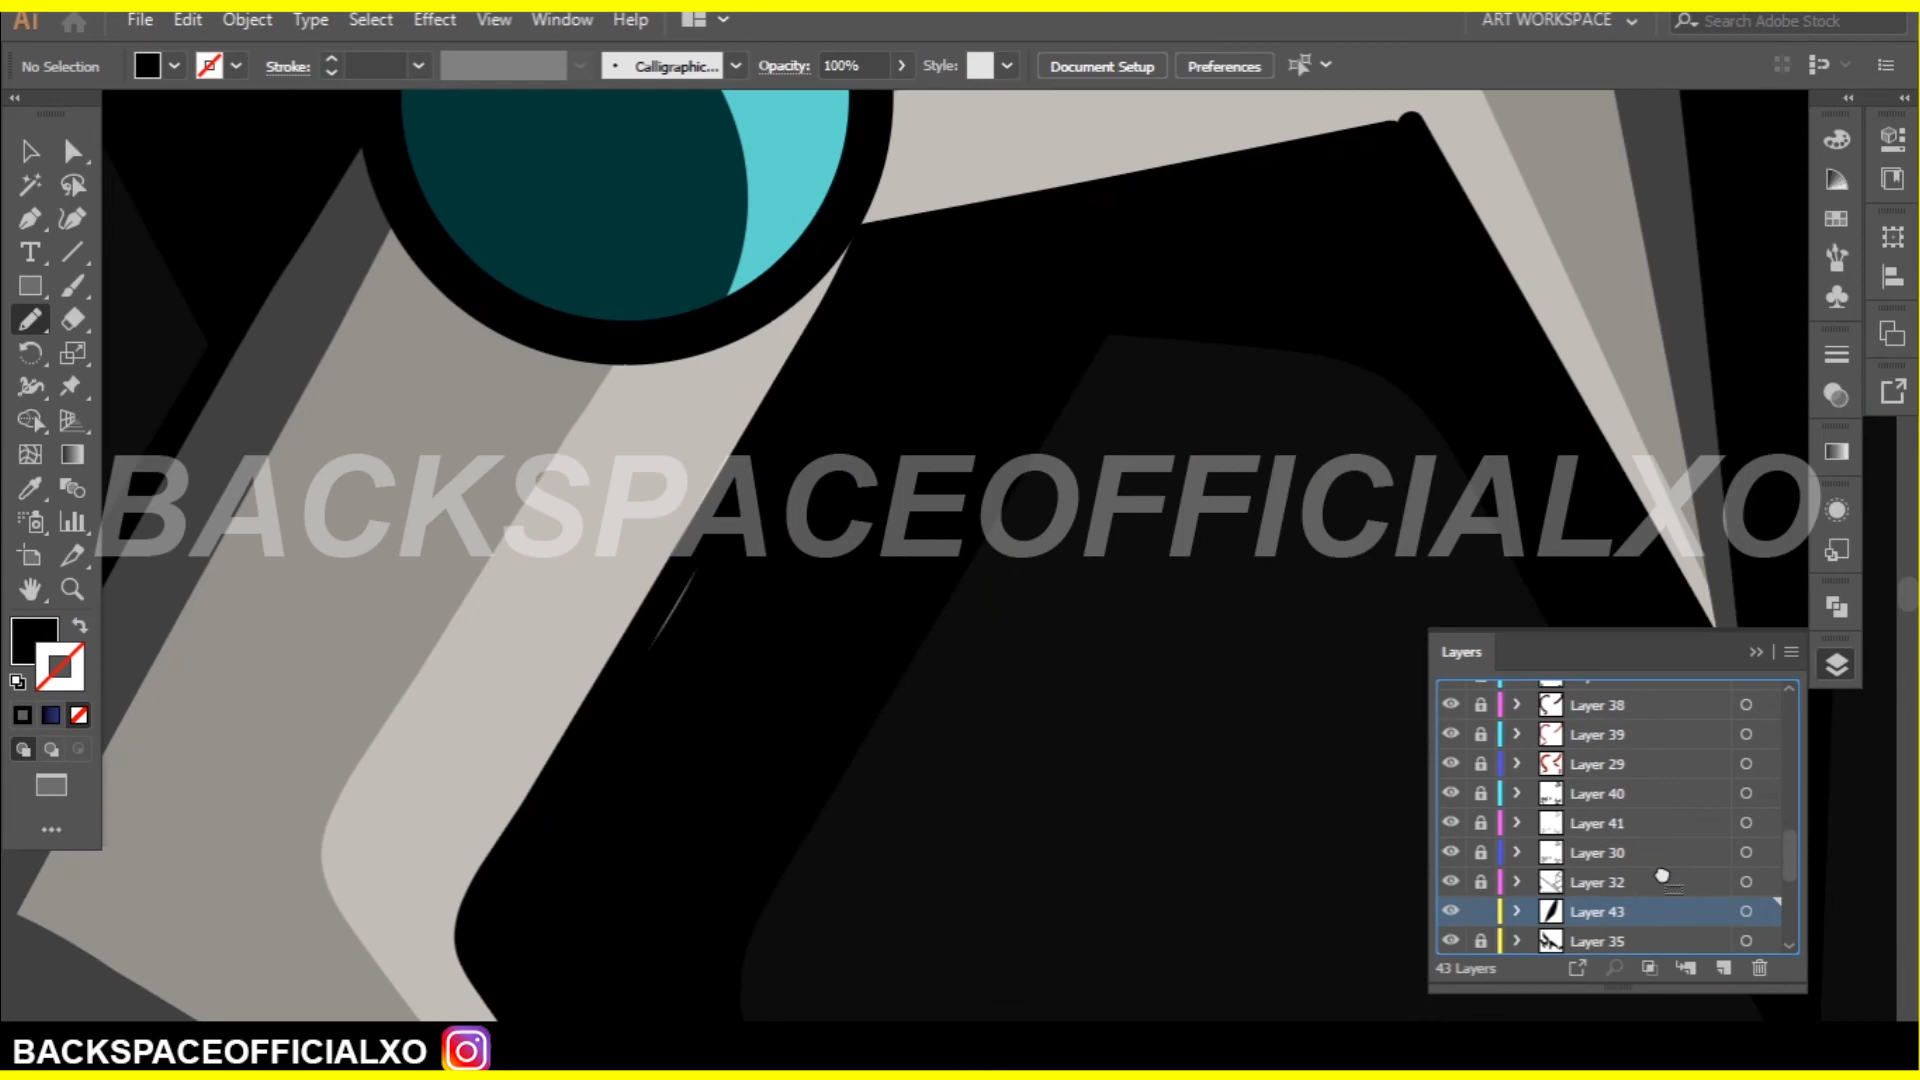 Ai File Edit Object Type Select Effect View Window Help ART WORKSPACE Search Adobe Stock
No Selection Stroke: Calligraphic... Opacity: 100% Style: Document Setup Preferences
BACKSPACEOFFICIALXO
Layers
Layer 38
Layer 39
Layer 29
Layer 40
Layer 41
Layer 30
Layer 32
Layer 43
Layer 35
43 Layers
BACKSPACEOFFICIALXO